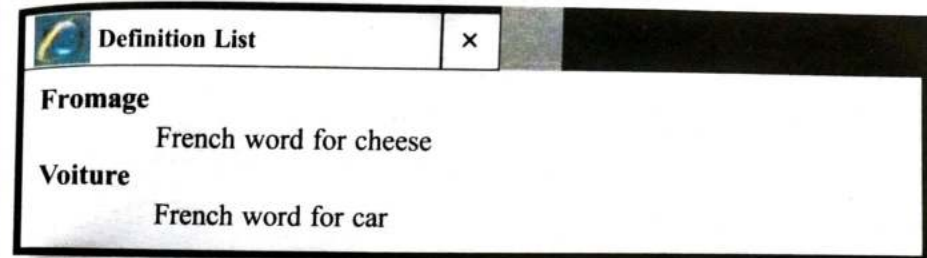 Definition List ×
Fromage
French word for cheese
Voiture
French word for car